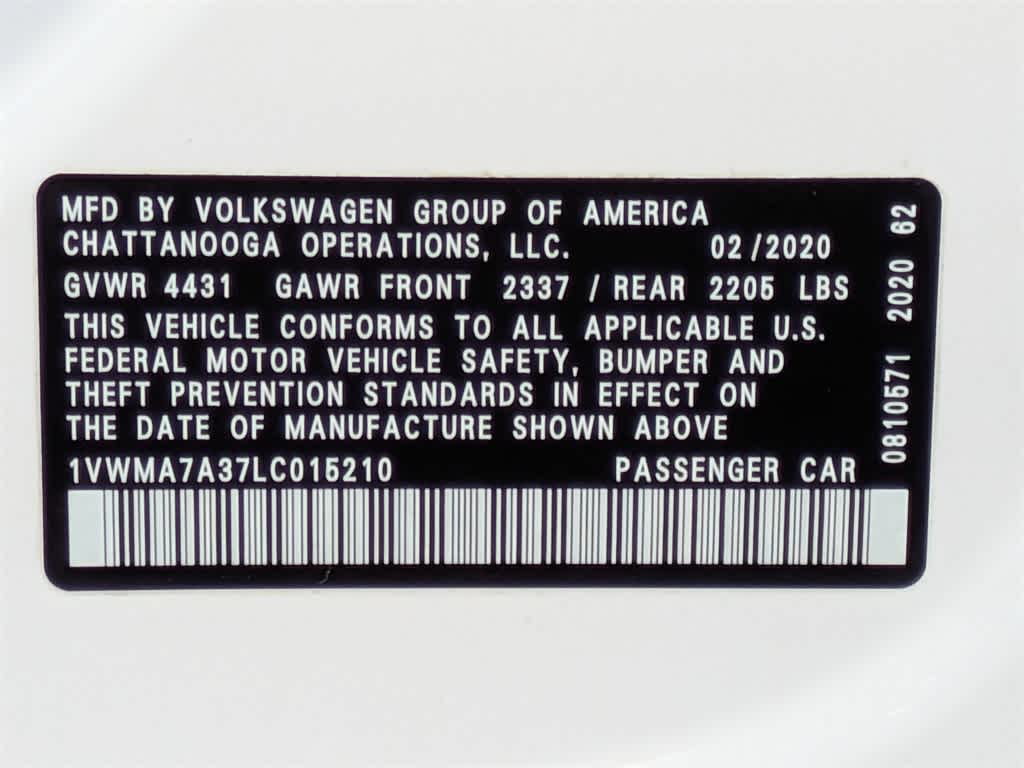 MFD BY VOLKSWAGEN GROUP OF AMERICA
CHATTANOOGA OPERATIONS, LLC. 02/2020
GVWR 4431 GAWR FRONT 2337 / REAR 2205 LBS
THIS VEHICLE CONFORMS TO ALL APPLICABLE U.S.
FEDERAL MOTOR VEHICLE SAFETY, BUMPER AND
THEFT PREVENTION STANDARDS IN EFFECT ON
THE DATE OF MANUFACTURE SHOWN ABOVE
1VWMA7A37LC015210 PASSENGER CAR
0810571 2020 62